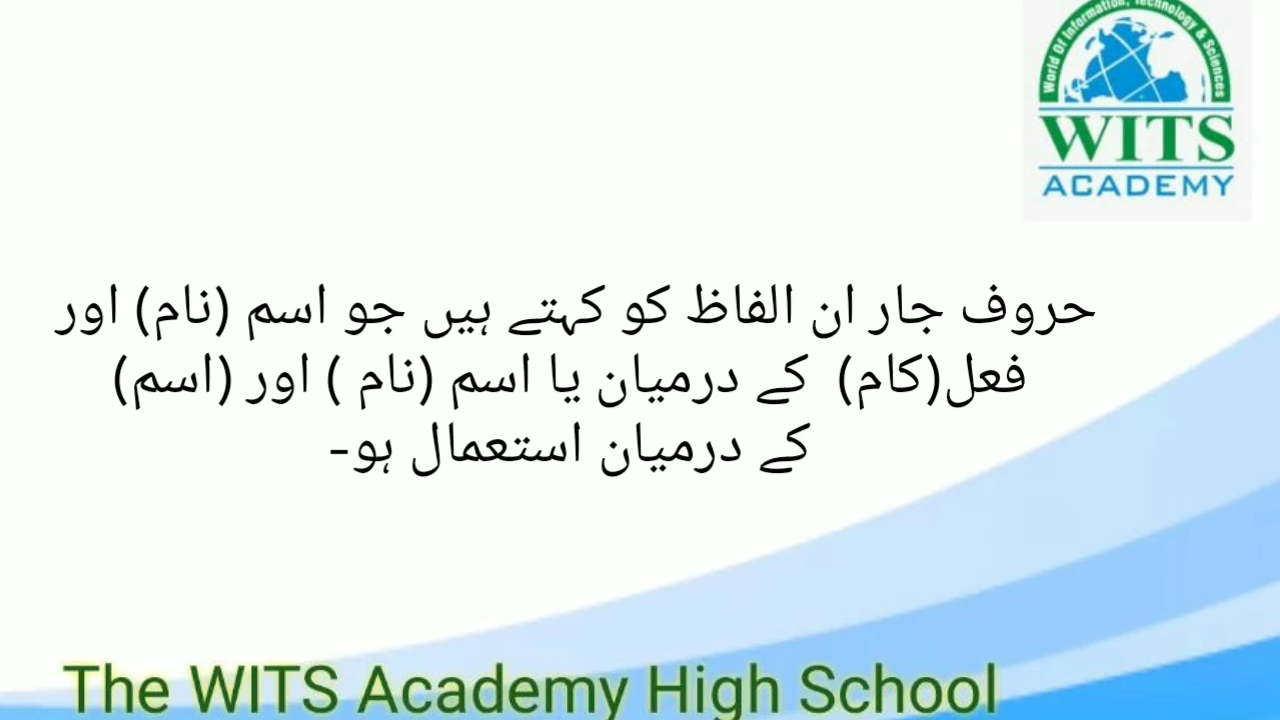 World Of Information, Technology & Sciences
WITS
ACADEMY
حروف جار ان الفاظ کو کہتے ہیں جو اسم (نام) اور
فعل(کام)  کے درمیان یا اسم (نام ) اور (اسم)
کے درمیان استعمال ہو-
The WITS Academy High School